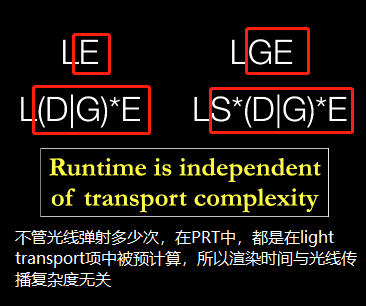 LE
LGE
L(D|G)*E
LS*(D|G)*E
Runtime is independent
of transport complexity
不管光线弹射多少次，在PRT中，都是在light
transport项中被预计算，所以渲染时间与光线传
播复杂度无关